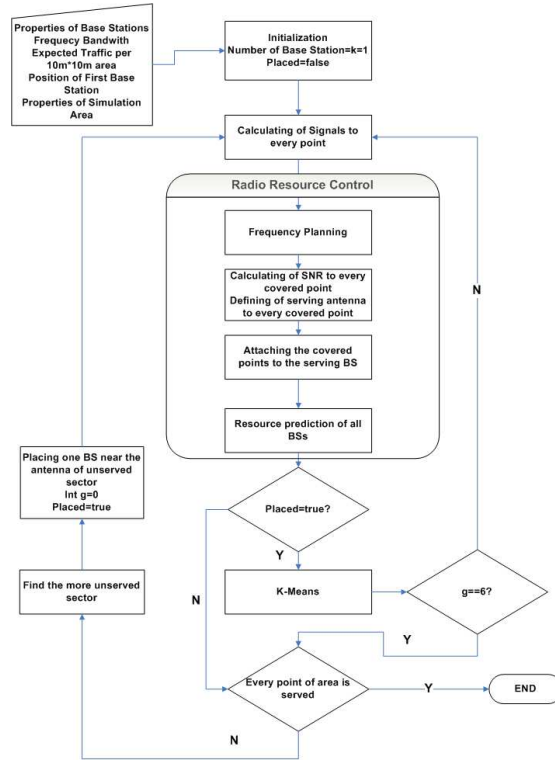 Properties of Base Stations
Frequecy Bandwith
Expected Traffic per
10m*10m area
Position of First Base
Station
Properties of Simulation
Area
Initialization
Number of Base Station=k=1
Placed=false
Calculating of Signals to
every point
Radio Resource Control
Frequency Planning
Calculating of SNR to every
covered point
Defining of serving antenna
to every covered point
Attaching the covered
points to the serving BS
Resource prediction of all
BSs
N
Placing one BS near the
antenna of unserved
sector
Int g=0
Placed=true
Placed=true?
Y
Find the more unserved
sector
N
K-Means
g==6?
Y
Every point of area is
served
Y
END
N